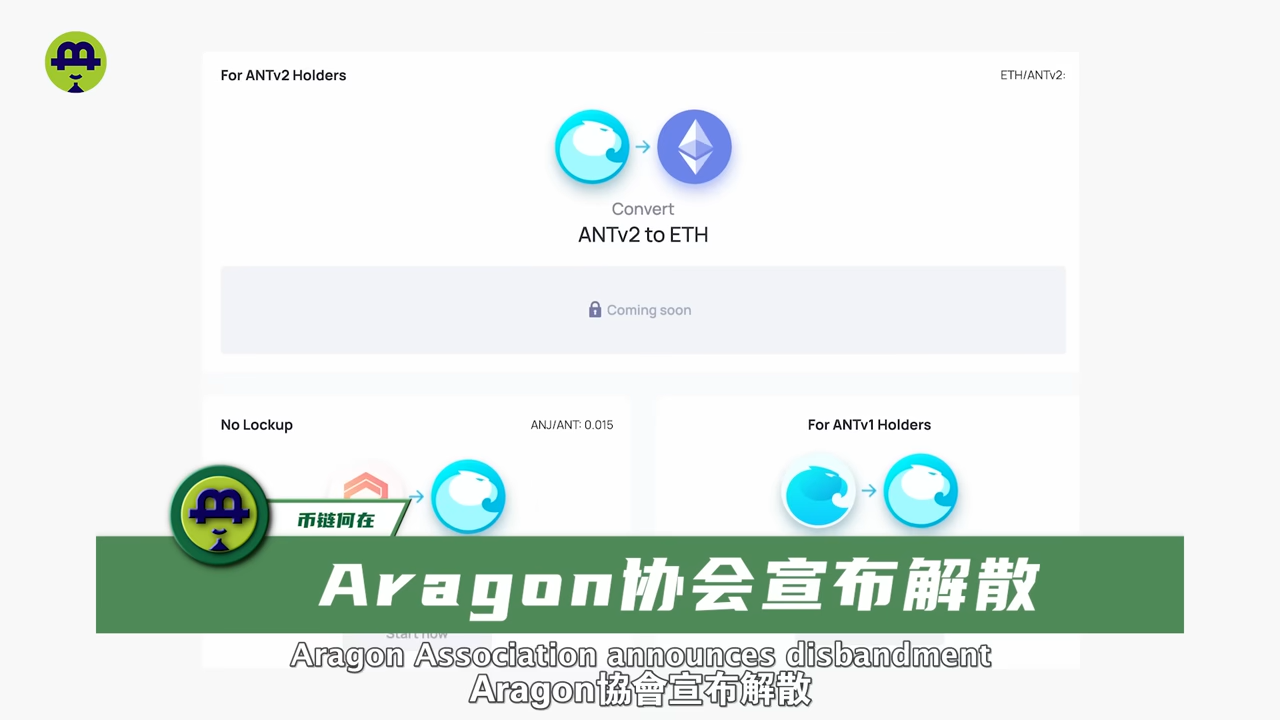 For ANTv2 Holders
ETH/ANTv2:
Convert
ANTv2 to ETH
Coming soon
No Lockup
ANJ/ANT: 0.015
For ANTv1 Holders
币链何在
Aragon协会宣布解散
Start now
Aragon Association announces disbandment
Aragon協會宣布解散